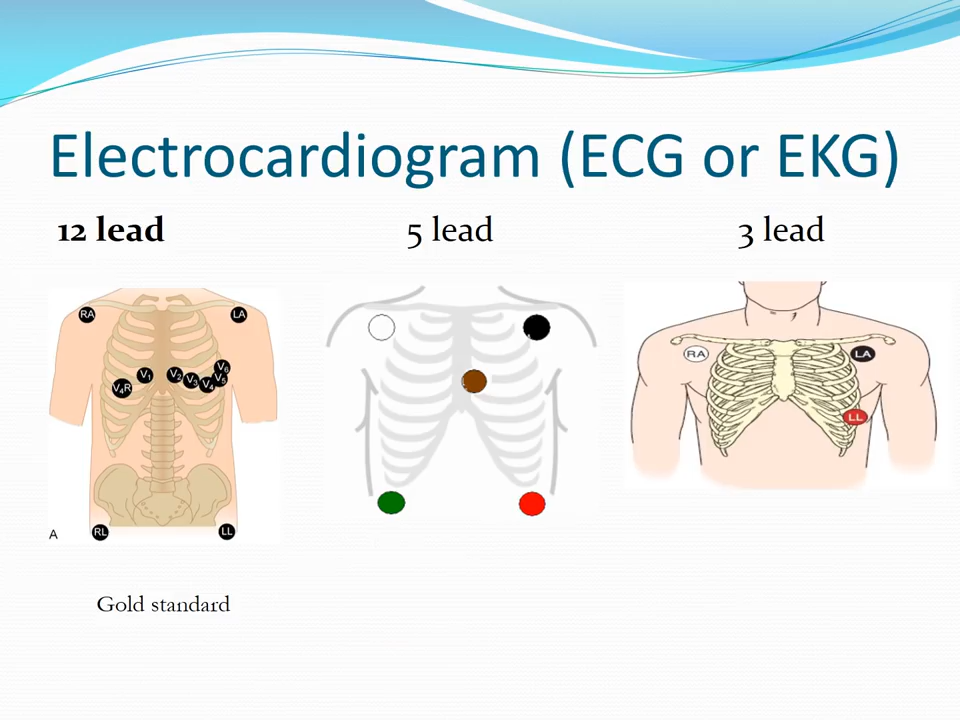 Electrocardiogram (ECG or EKG)
12 lead
5 lead
3 lead
RA
LA
V6
V1
V2
V3
V4
V5
V4R
RL
LL
A
RA
LA
LL
Gold standard